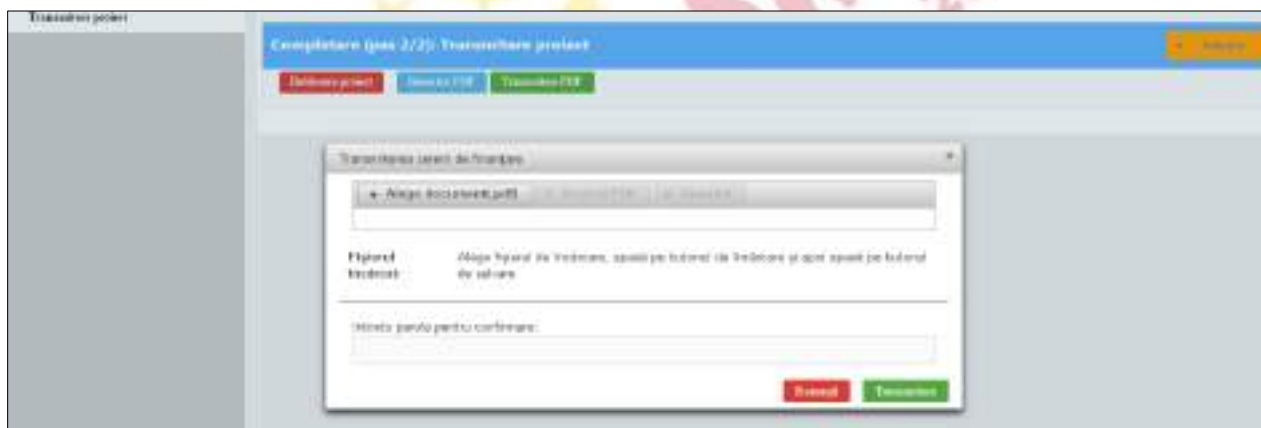 Transmitere proiect
Completare (pas 2/2): Transmitere proiect
Transmitere PDF
Transmiterea cererii de finanțare
+ Alege document(.pdf)
Fișierul
încărcat:
Alege fișierul de încărcare, apasă pe butonul de încărcare și apoi apasă pe butonul
de salvare
Introdu parola pentru confirmare:
Renunță
Transmitere